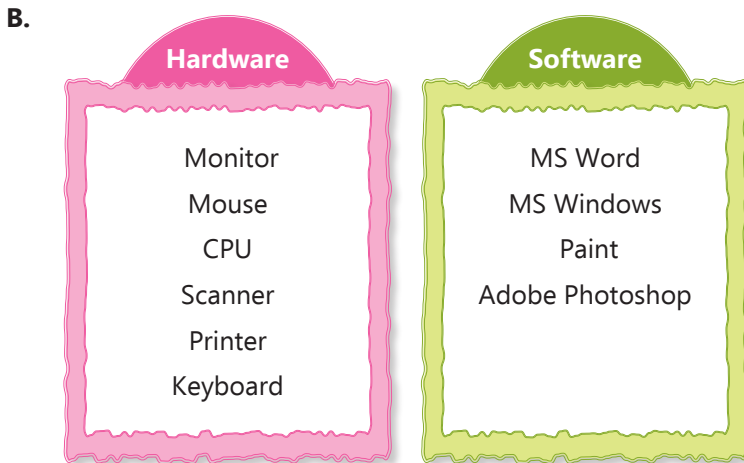 B.
Hardware
Monitor
Mouse
CPU
Scanner
Printer
Keyboard
Software
MS Word
MS Windows
Paint
Adobe Photoshop